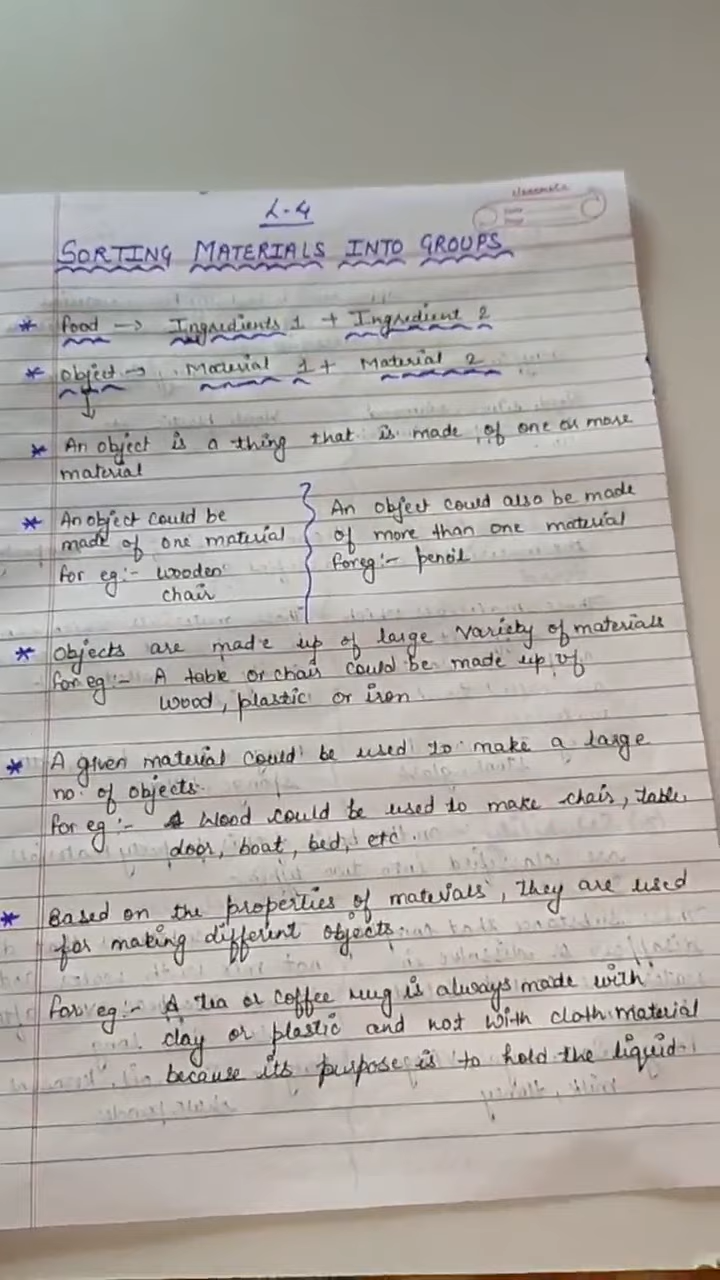 L-4
SORTING MATERIALS INTO GROUPS
* food → Ingredients 1 + Ingredient 2
* object → Material 1 + Material 2
* An object is a thing that is made of one or more
material
* An object could be
made of one material
for eg:- wooden
chair
An object could also be made
of more than one material
for eg:- pencil
* Objects are made up of large variety of materials
for eg:- A table or chair could be made up of
wood, plastic or iron
* A given material could be used to make a large
no. of objects.
for eg:- Wood could be used to make chair, table,
door, boat, bed, etc.
* Based on the properties of materials, they are used
for making different objects.
for eg:- A tea or coffee mug is always made with
clay or plastic and not with cloth material
because its purpose is to hold the liquid.